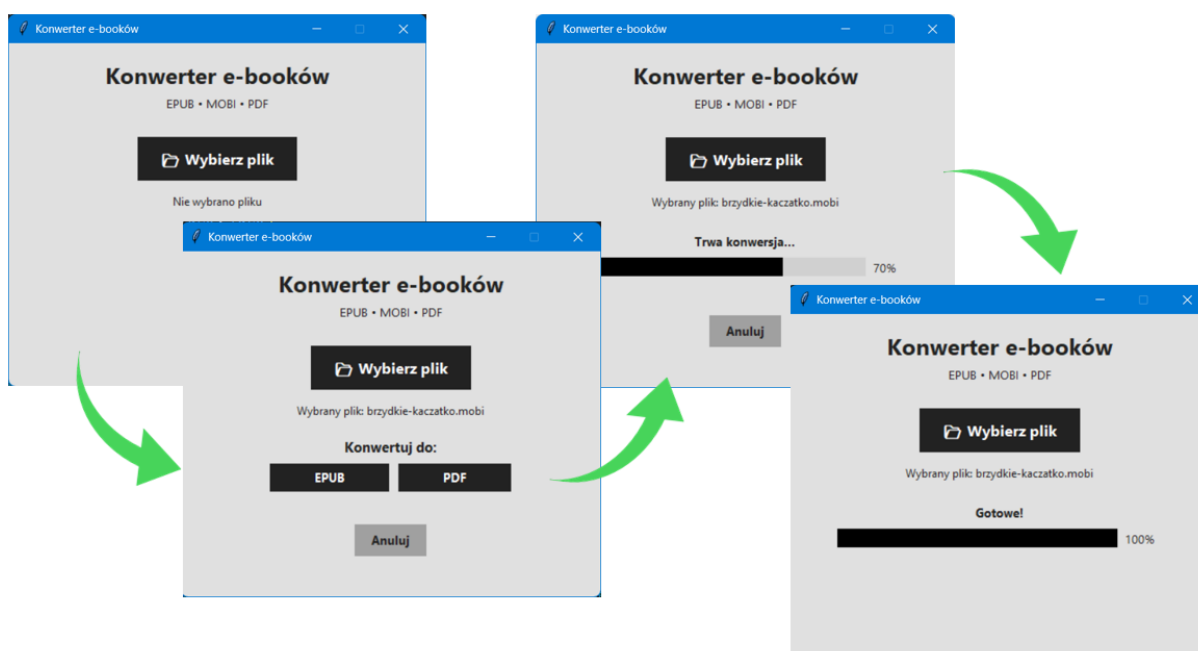 Konwerter e-booków
Konwerter e-booków
EPUB • MOBI • PDF
Wybierz plik
Nie wybrano pliku
Konwerter e-booków
Konwerter e-booków
EPUB • MOBI • PDF
Wybierz plik
Wybrany plik: brzydkie-kaczatko.mobi
Konwertuj do:
EPUB PDF
Anuluj
Konwerter e-booków
Konwerter e-booków
EPUB • MOBI • PDF
Wybierz plik
Wybrany plik: brzydkie-kaczatko.mobi
Trwa konwersja...
70%
Anuluj
Konwerter e-booków
Konwerter e-booków
EPUB • MOBI • PDF
Wybierz plik
Wybrany plik: brzydkie-kaczatko.mobi
Gotowe!
100%